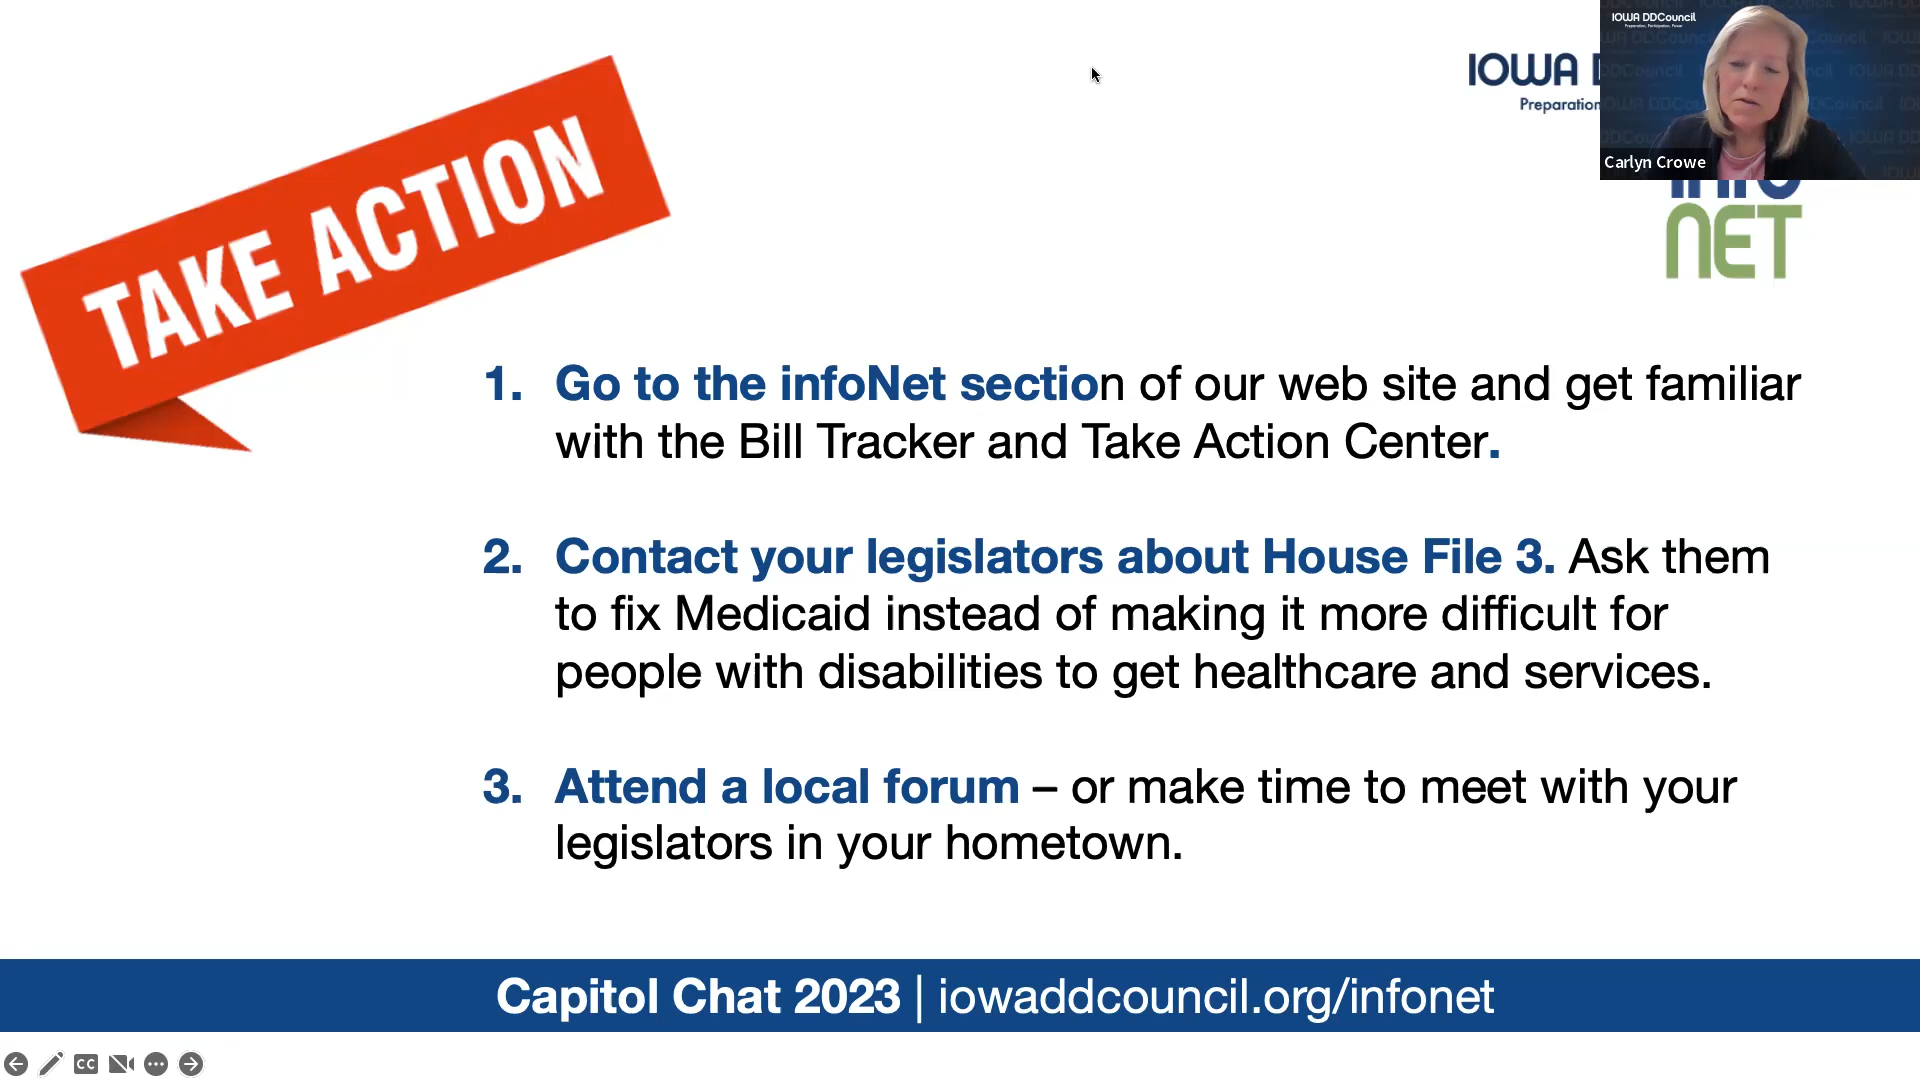 TAKE ACTION
IOWA
Preparation
IOWA DDCouncil
Carlyn Crowe
NET
1. Go to the infoNet section of our web site and get familiar
with the Bill Tracker and Take Action Center.
2. Contact your legislators about House File 3. Ask them
to fix Medicaid instead of making it more difficult for
people with disabilities to get healthcare and services.
3. Attend a local forum – or make time to meet with your
legislators in your hometown.
Capitol Chat 2023 | iowaddcouncil.org/infonet
CC